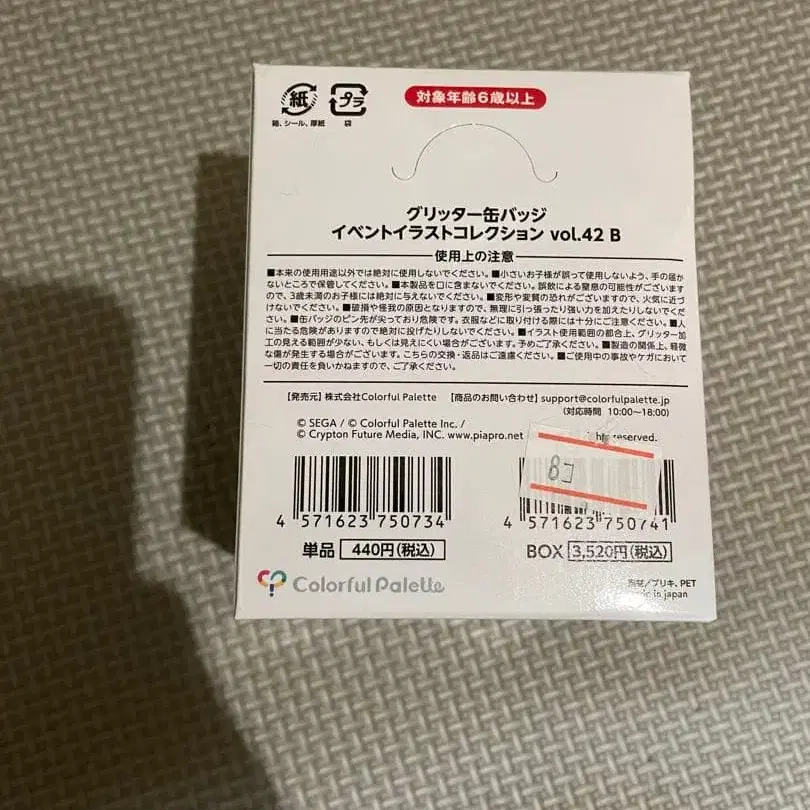 紙
プラ
対象年齢6歳以上
箱、シール、厚紙
袋
グリッター缶バッジ
イベントイラストコレクション vol.42 B
使用上の注意
■本来の使用用途以外では絶対に使用しないでください。■小さいお子様が誤って使用しないよう、手の届か
ないところで保管してください。■本製品を口に含まないでください。誤飲による窒息の可能性がございます
ので、3歳未満のお子様には絶対に与えないでください。■変形や変質の恐れがございますので、火気に近づ
けないでください。■破損や怪我の原因となりますので、無理に引っ張ったり強い力を加えたりしないでくださ
い。■缶バッジのピン先が尖っており危険です。衣服などに取り付ける際には十分にご注意ください。■人
に当たる危険がありますので絶対に投げたりしないでください。■イラスト使用範囲の都合上、グリッター加
工の見える範囲が少ない、もしくは見えにくい場合がございます。予めご了承ください。■製造の関係上、軽微
な傷が発生する場合がございます。こちらの交換・返品はご遠慮ください。■ご使用中の事故やケガにおいて
一切の責任を負いかねますので、ご了承ください。
【発売元】株式会社Colorful Palette 【商品のお問い合わせ】support@colorfulpalette.jp
(対応時間 10:00～18:00)
© SEGA / © Colorful Palette Inc. /
© Crypton Future Media, INC. www.piapro.net reserved.
8コ
4 571623 750734
4 571623 750741
単品 440円(税込)
BOX 3,520円(税込)
Colorful Palette
/ブリキ、PET
in japan